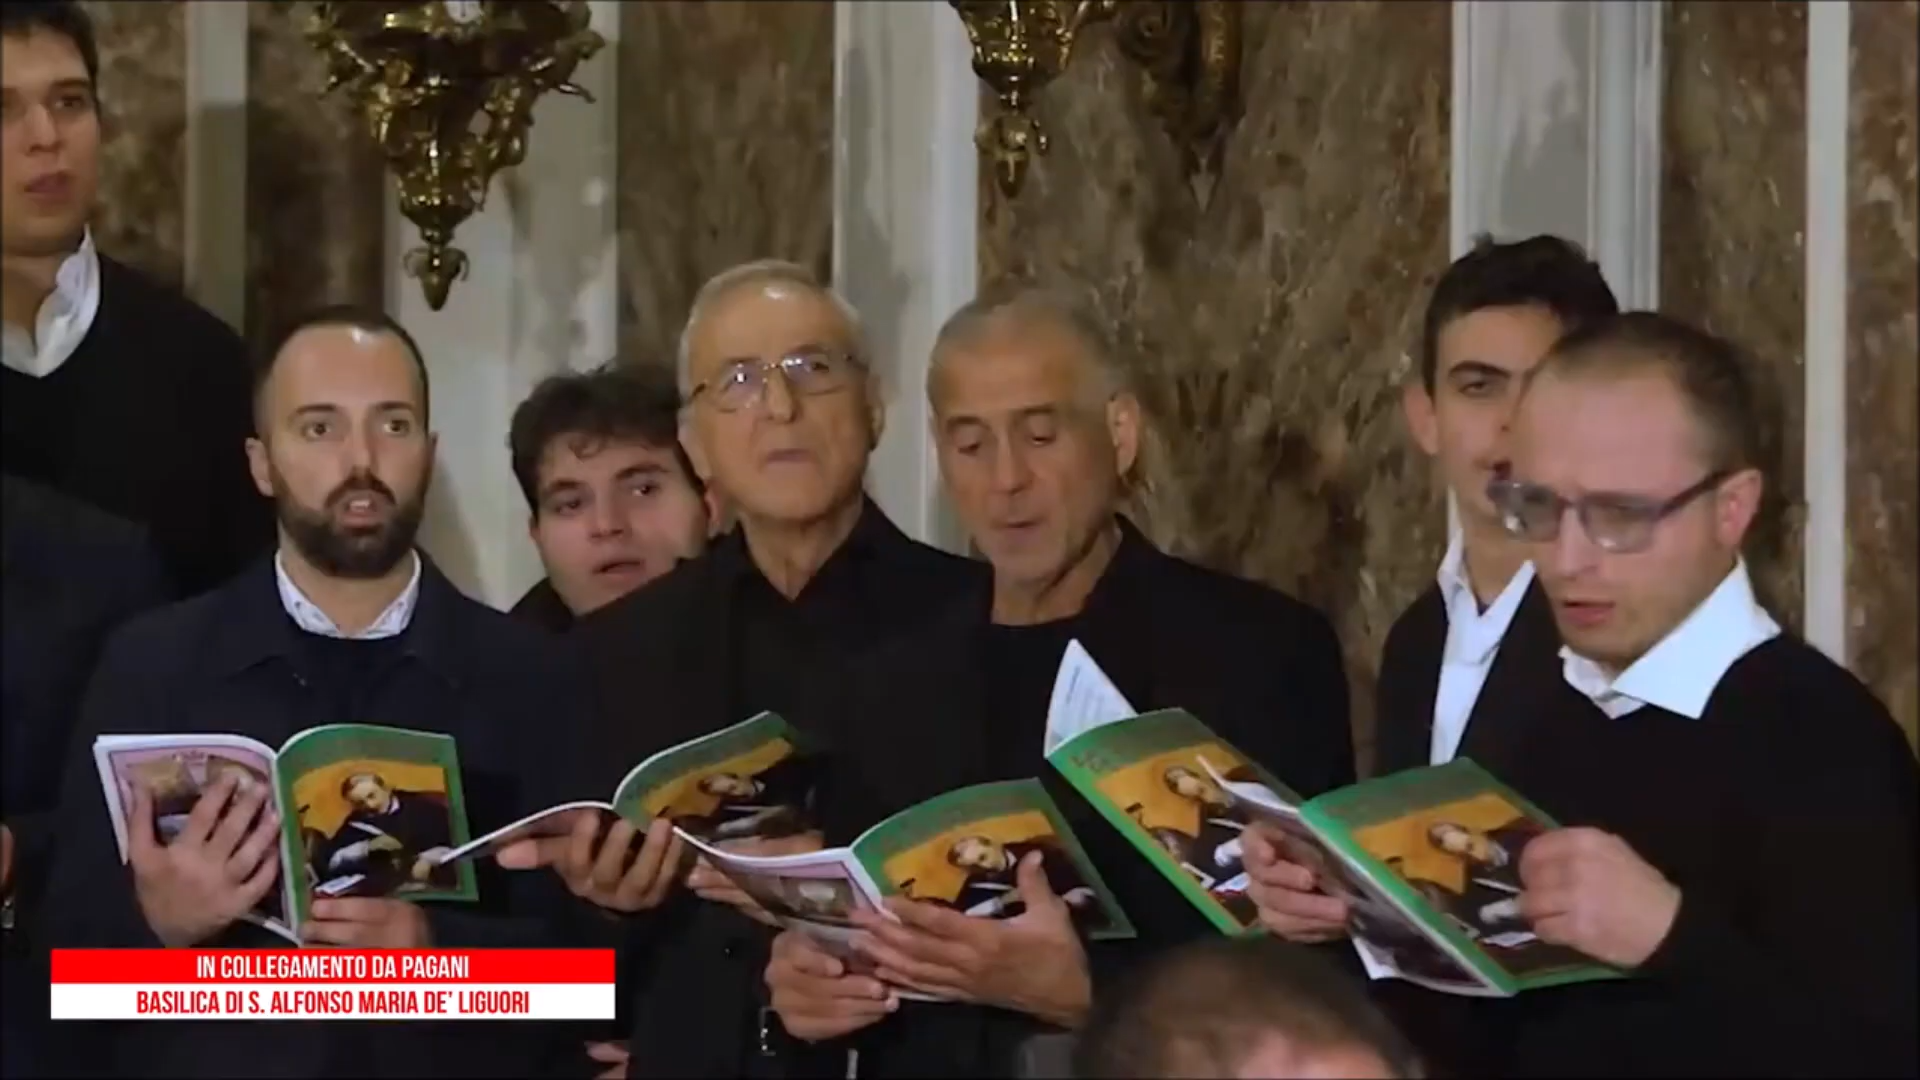 IN COLLEGAMENTO DA PAGANI
BASILICA DI S. ALFONSO MARIA DE' LIGUORI